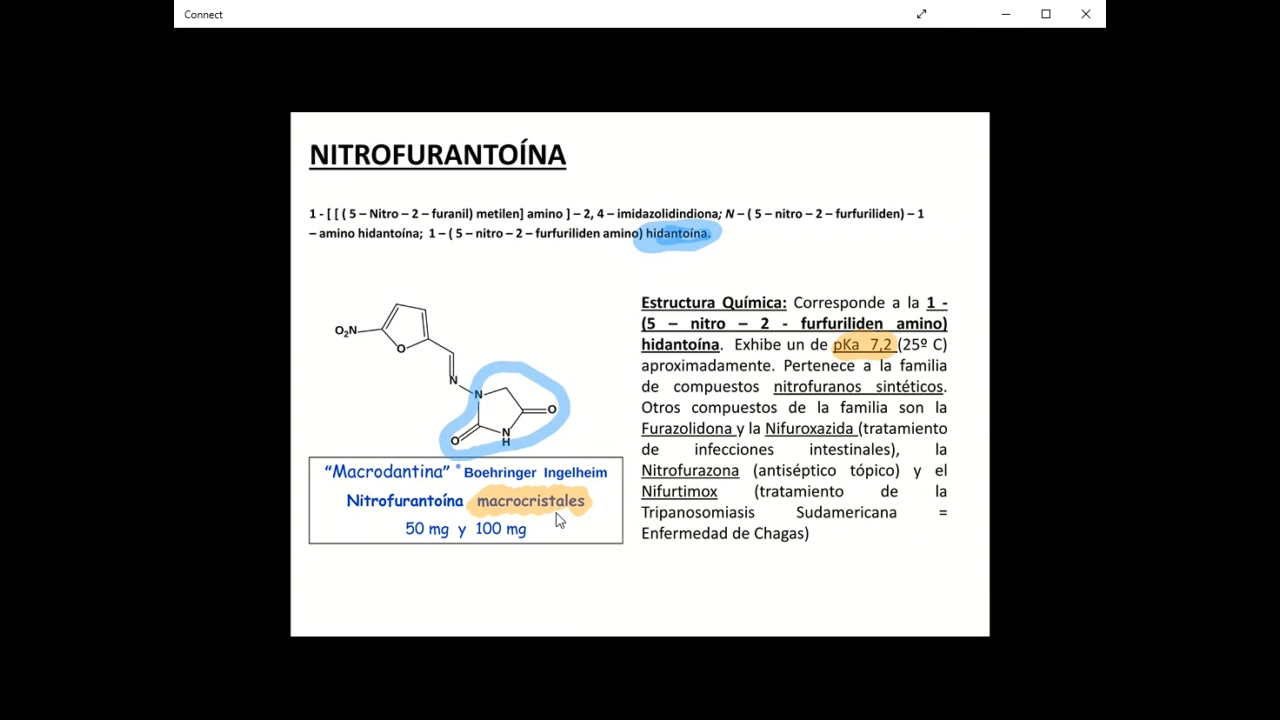 Connect
NITROFURANTOÍNA
1 - [ [ ( 5 – Nitro – 2 – furanil) metilen] amino ] – 2, 4 – imidazolidindiona; N – ( 5 – nitro – 2 – furfuriliden) – 1
– amino hidantoína; 1 – ( 5 – nitro – 2 – furfuriliden amino) hidantoína.
O2N
O
N
N
O
O
N
H
"Macrodantina" ® Boehringer Ingelheim
Nitrofurantoína macrocristales
50 mg y 100 mg
Estructura Química: Corresponde a la 1 -
(5 – nitro – 2 - furfuriliden amino)
hidantoína. Exhibe un de pKa 7,2 (25º C)
aproximadamente. Pertenece a la familia
de compuestos nitrofuranos sintéticos.
Otros compuestos de la familia son la
Furazolidona y la Nifuroxazida (tratamiento
de infecciones intestinales), la
Nitrofurazona (antiséptico tópico) y el
Nifurtimox (tratamiento de la
Tripanosomiasis Sudamericana =
Enfermedad de Chagas)